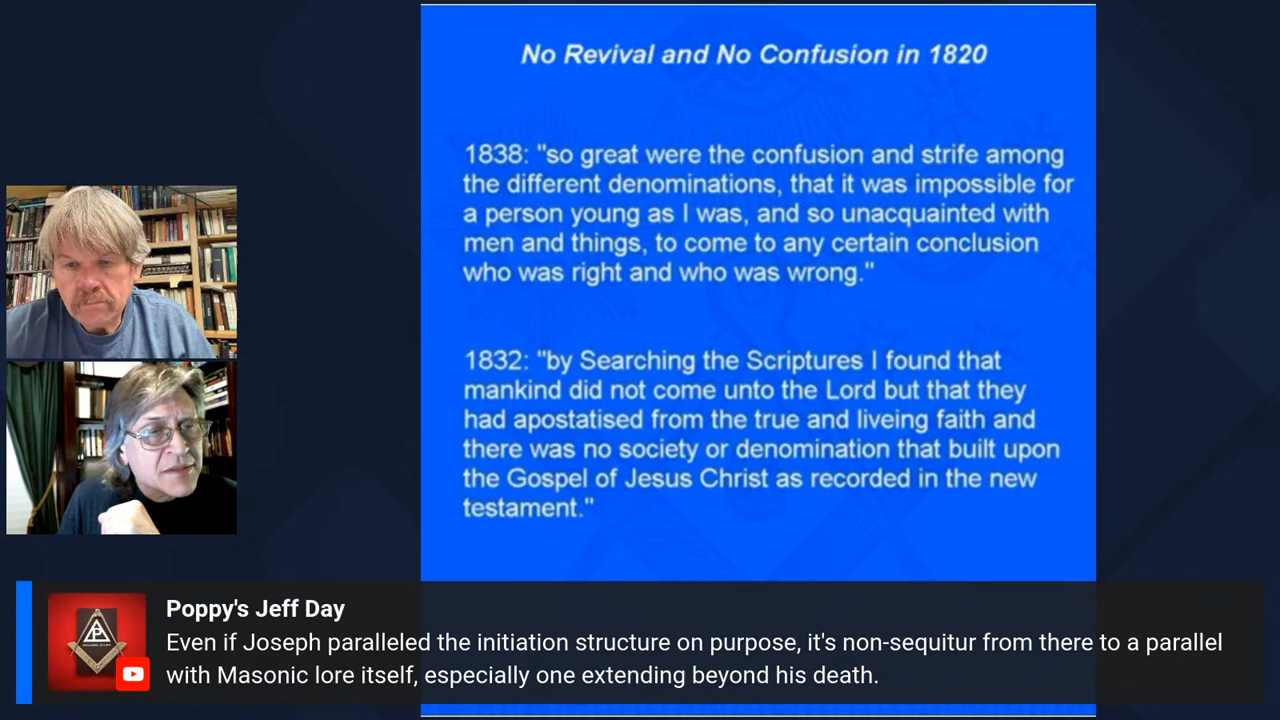 No Revival and No Confusion in 1820
1838: "so great were the confusion and strife among
the different denominations, that it was impossible for
a person young as I was, and so unacquainted with
men and things, to come to any certain conclusion
who was right and who was wrong."
1832: "by Searching the Scriptures I found that
mankind did not come unto the Lord but that they
had apostatised from the true and liveing faith and
there was no society or denomination that built upon
the Gospel of Jesus Christ as recorded in the new
testament."
P
Poppy's Jeff Day
Even if Joseph paralleled the initiation structure on purpose, it's non-sequitur from there to a parallel
with Masonic lore itself, especially one extending beyond his death.